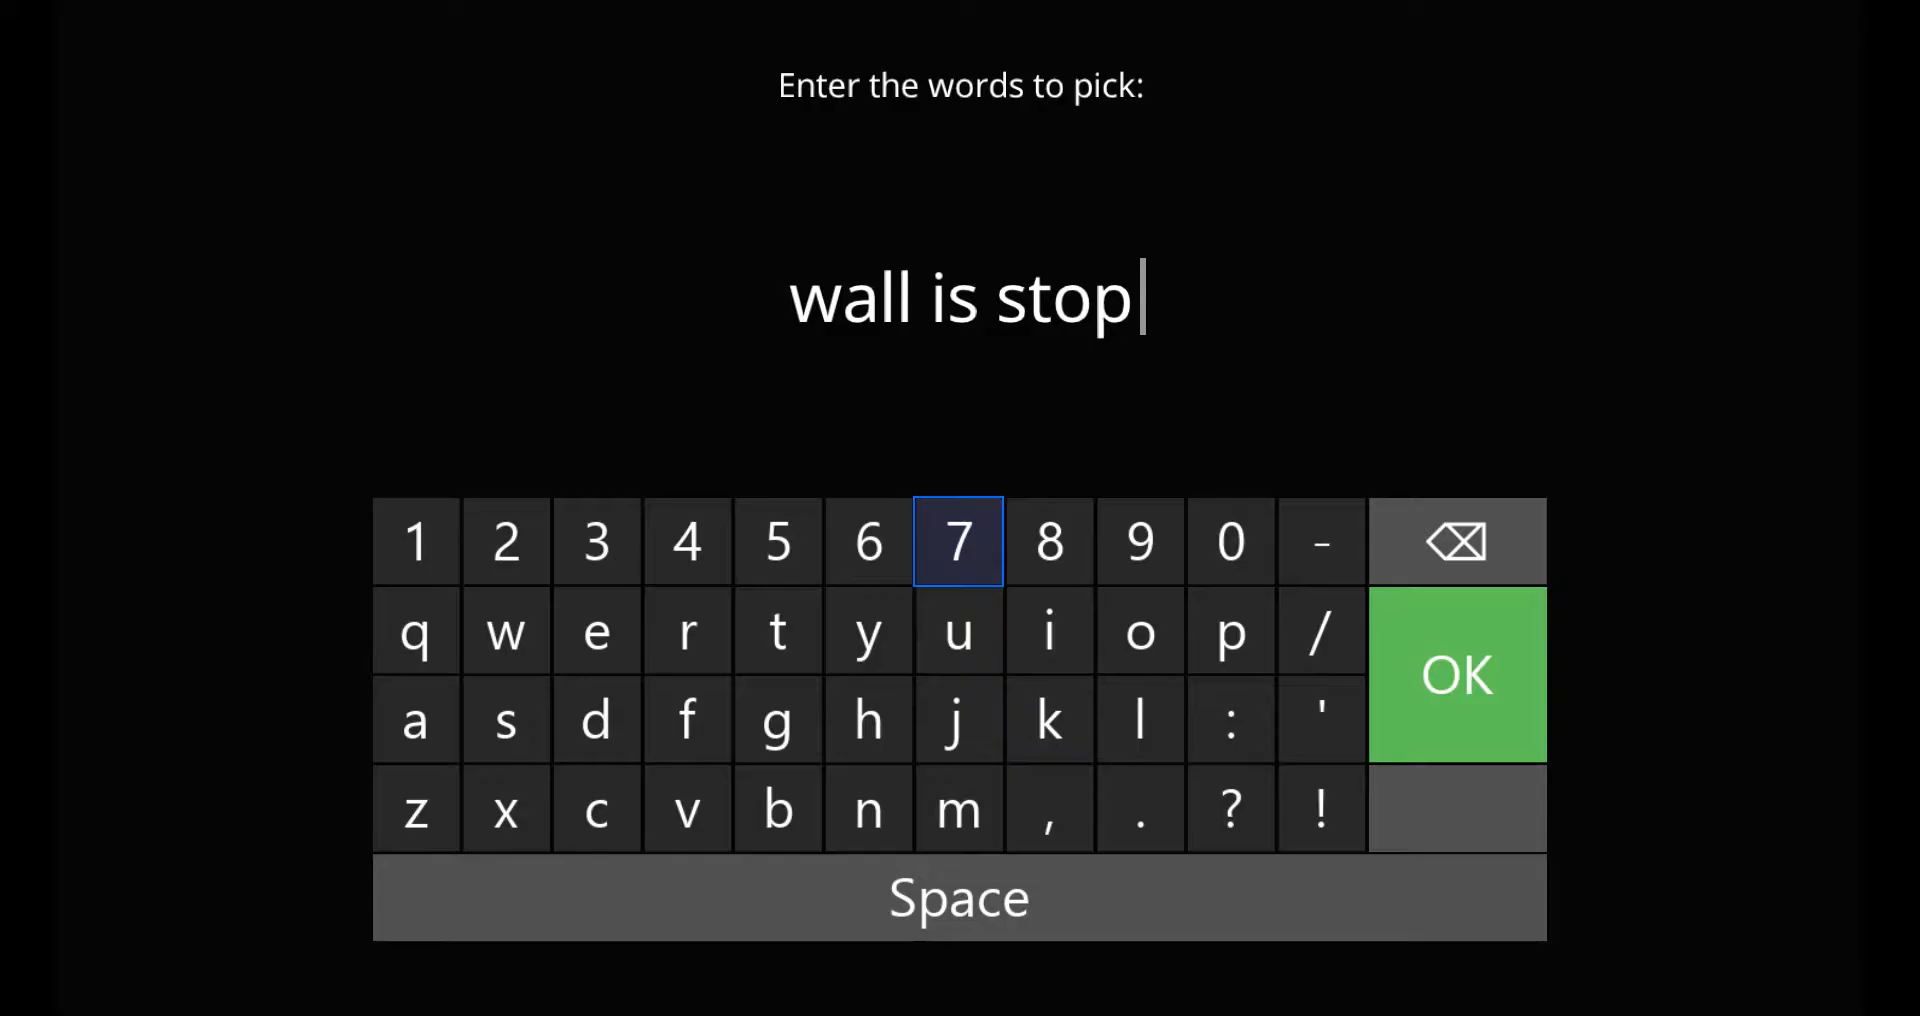 Enter the words to pick:
wall is stop
1 2 3 4 5 6 7 8 9 0 - ⌫
q w e r t y u i o p / OK
a s d f g h j k l : '
z x c v b n m , . ? !
Space